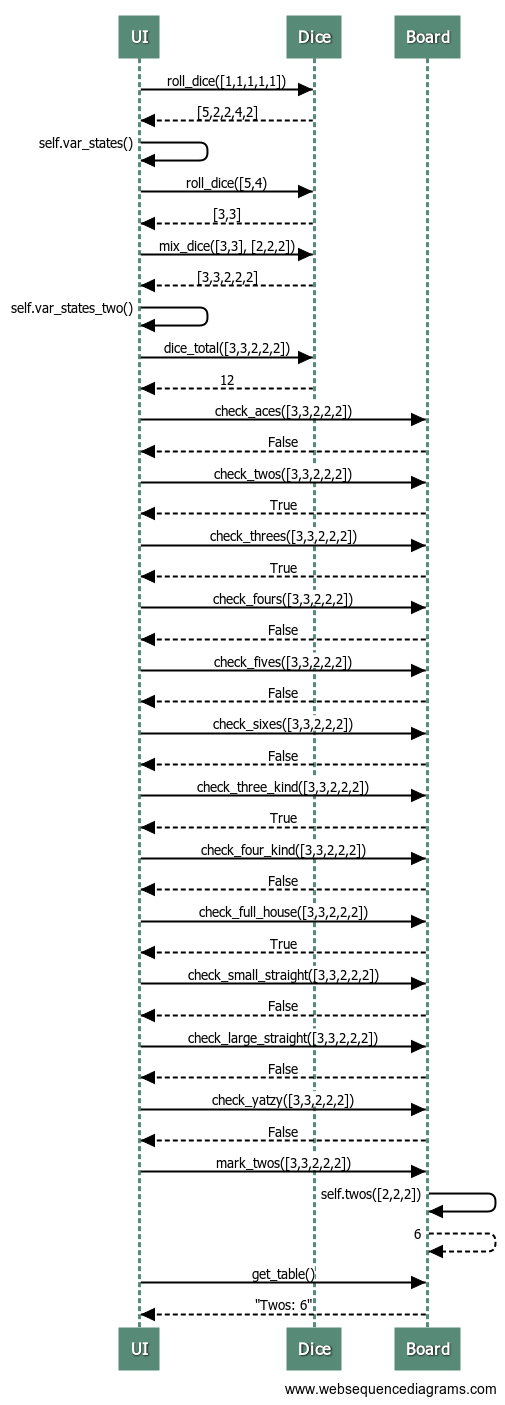 UI Dice Board
roll_dice([1,1,1,1,1])
[5,2,2,4,2]
self.var_states()
roll_dice([5,4)
[3,3]
mix_dice([3,3], [2,2,2])
[3,3,2,2,2]
self.var_states_two()
dice_total([3,3,2,2,2])
12
check_aces([3,3,2,2,2])
False
check_twos([3,3,2,2,2])
True
check_threes([3,3,2,2,2])
True
check_fours([3,3,2,2,2])
False
check_fives([3,3,2,2,2])
False
check_sixes([3,3,2,2,2])
False
check_three_kind([3,3,2,2,2])
True
check_four_kind([3,3,2,2,2])
False
check_full_house([3,3,2,2,2])
True
check_small_straight([3,3,2,2,2])
False
check_large_straight([3,3,2,2,2])
False
check_yatzy([3,3,2,2,2])
False
mark_twos([3,3,2,2,2])
self.twos([2,2,2])
6
get_table()
"Twos: 6"
UI Dice Board
www.websequencediagrams.com